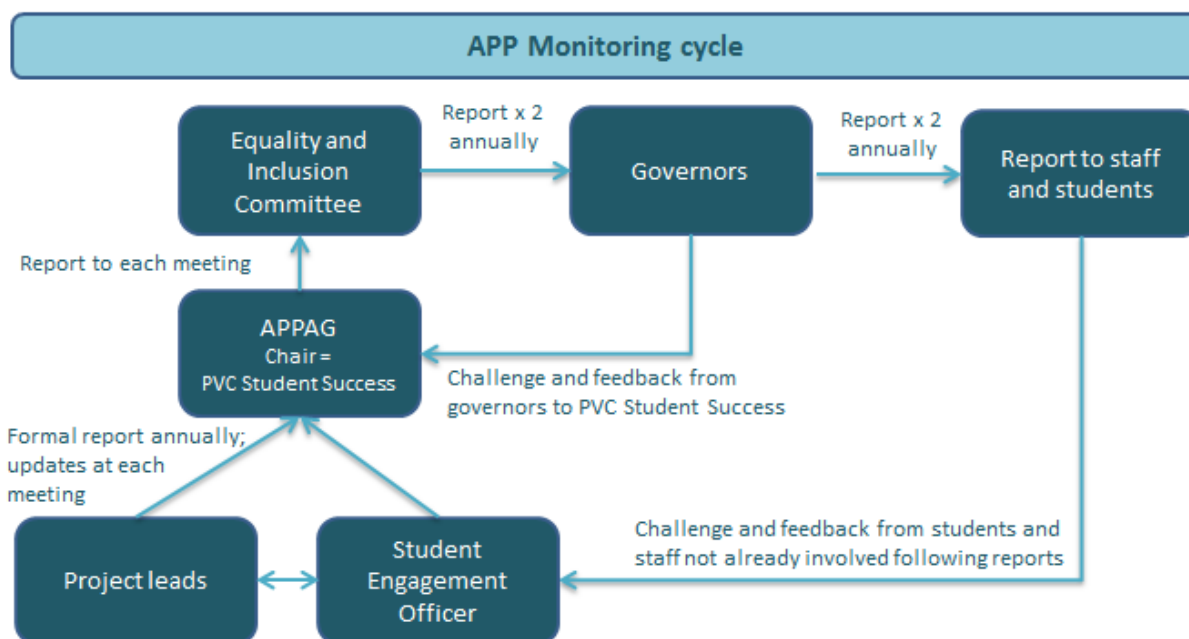 APP Monitoring cycle
Equality and
Inclusion
Committee
Report x 2
annually
Governors
Report x 2
annually
Report to staff
and students
Report to each meeting
APPAG
Chair =
PVC Student Success
Challenge and feedback from
governors to PVC Student Success
Formal report annually;
updates at each
meeting
Project leads
Student
Engagement
Officer
Challenge and feedback from students and
staff not already involved following reports